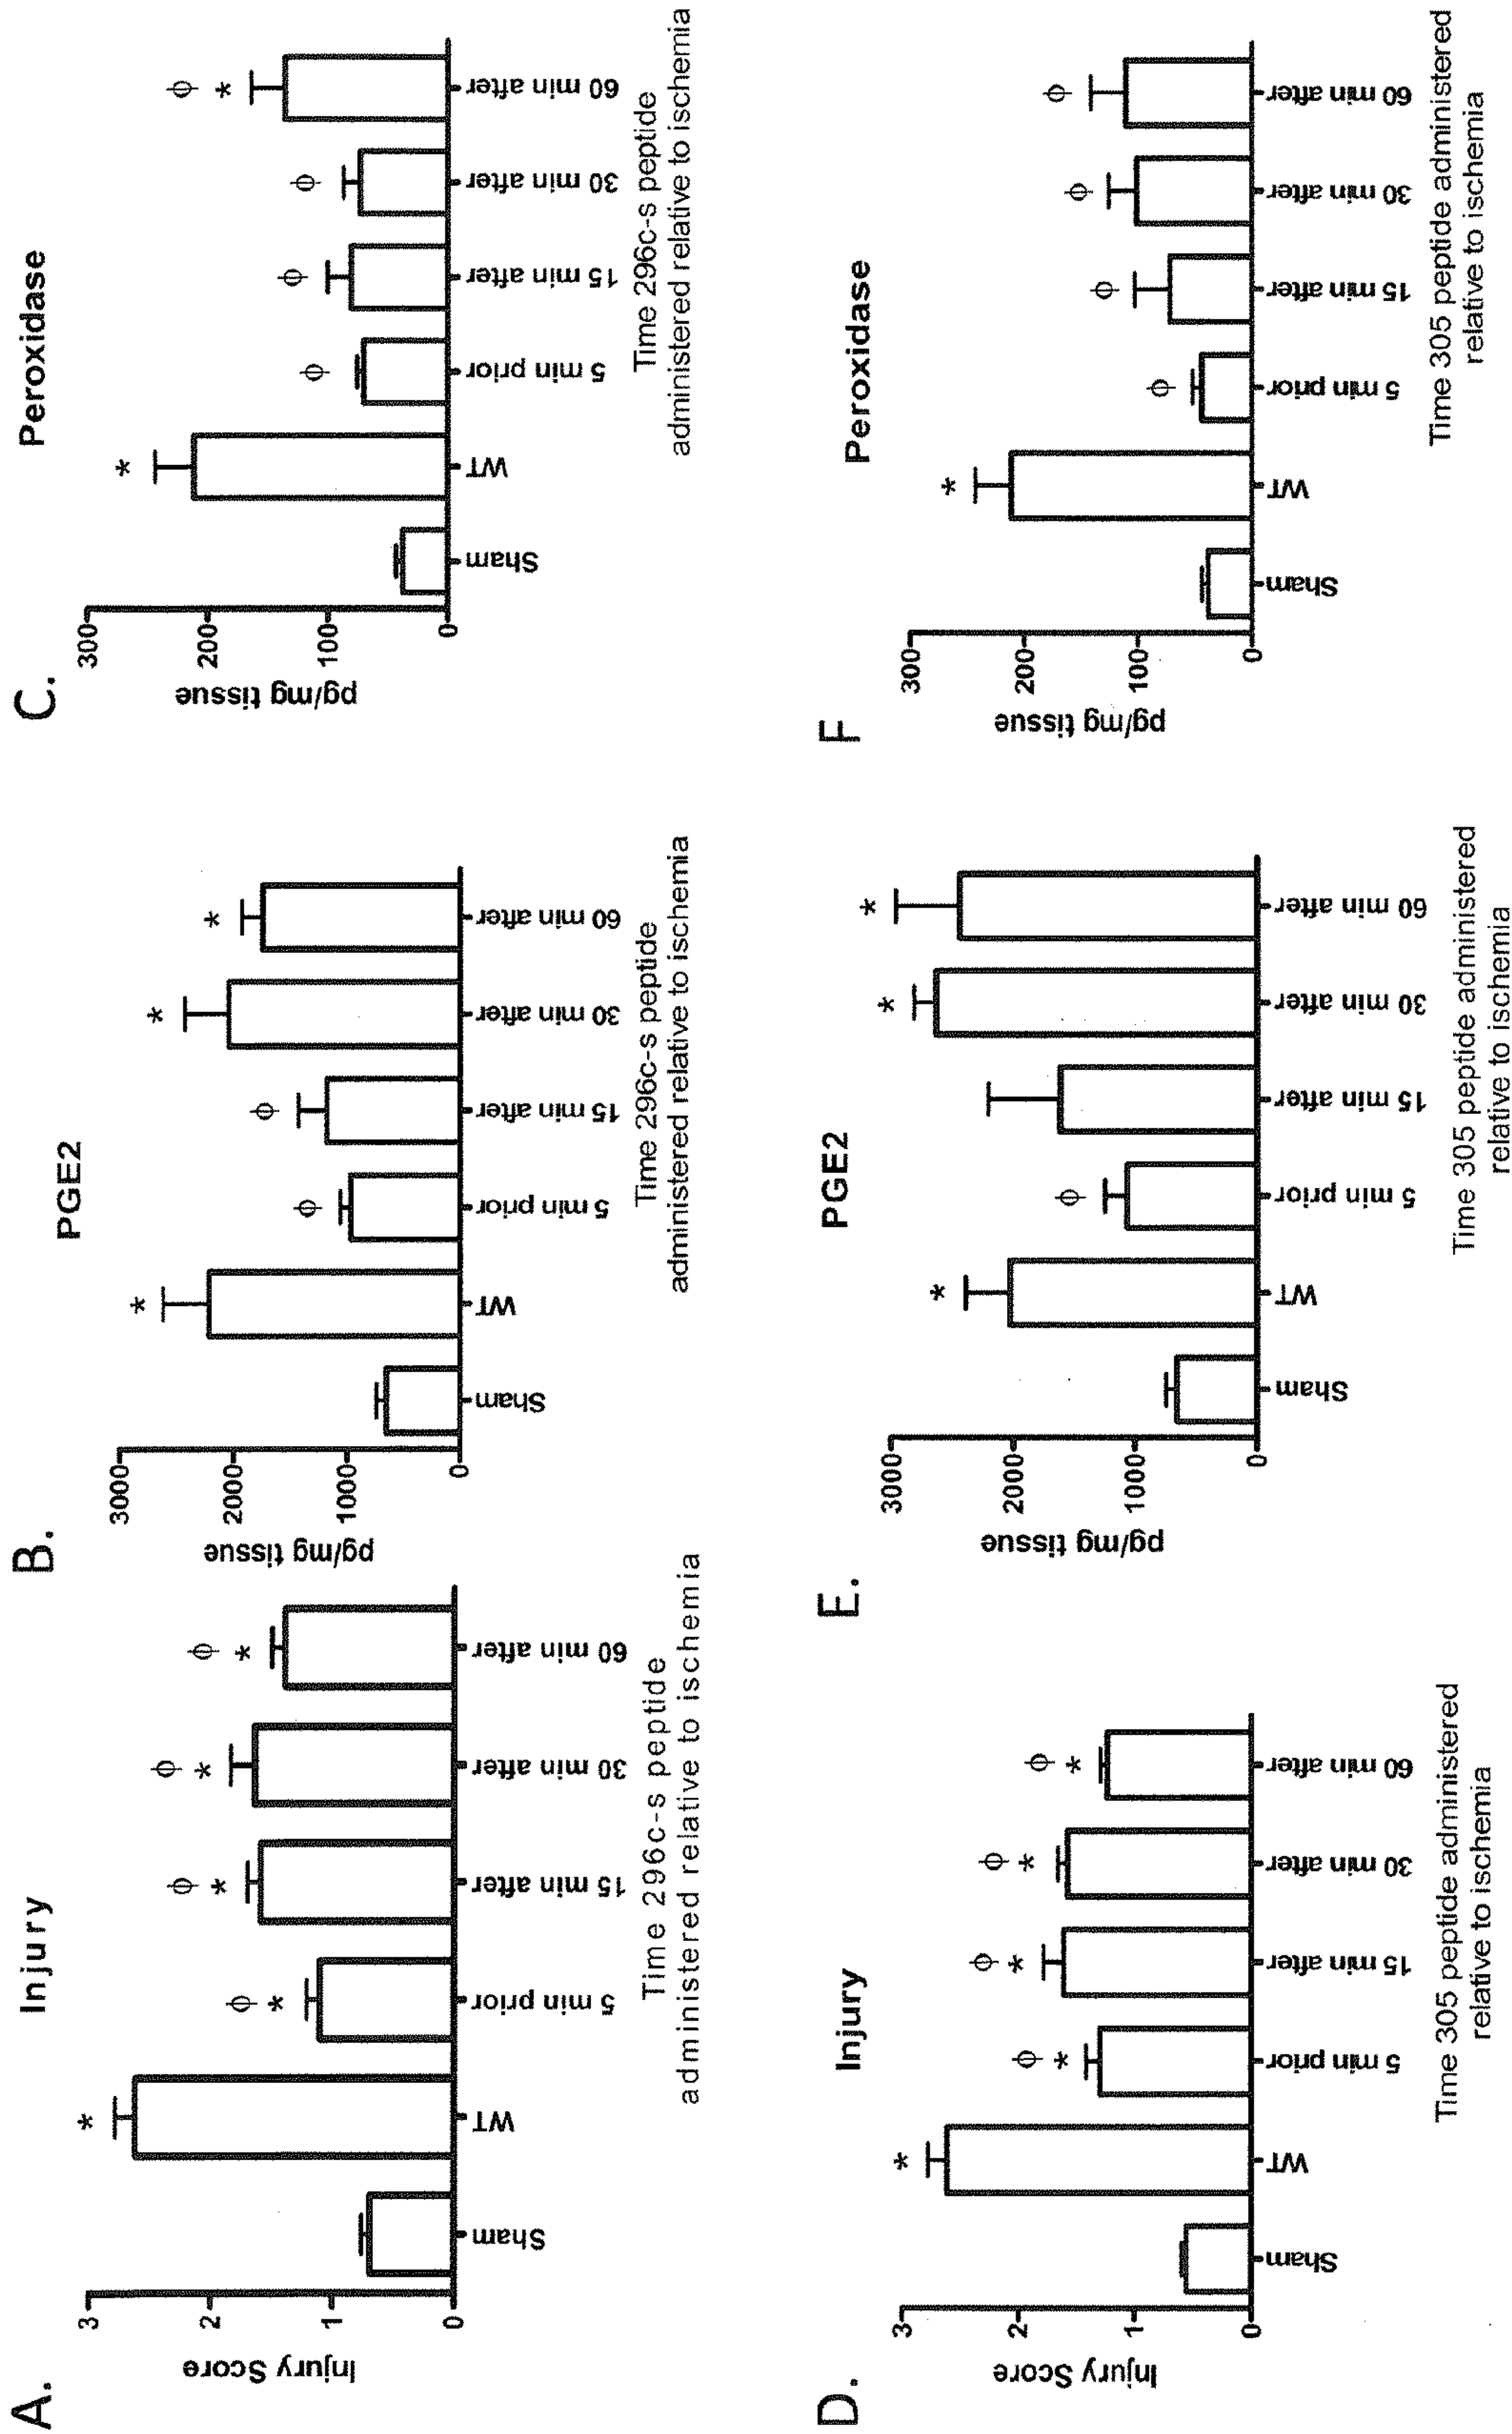 A.
Injury
Injury Score
3
2
1
0
* * ϕ * ϕ * ϕ * ϕ
Sham
WT
5 min prior
15 min after
30 min after
60 min after
Time 296c-s peptide
administered relative to ischemia
B.
PGE2
pg/mg tissue
3000
2000
1000
0
* ϕ ϕ * *
Sham
WT
5 min prior
15 min after
30 min after
60 min after
Time 296c-s peptide
administered relative to ischemia
C.
Peroxidase
pg/mg tissue
300
200
100
0
* ϕ ϕ ϕ * ϕ
Sham
WT
5 min prior
15 min after
30 min after
60 min after
Time 296c-s peptide
administered relative to ischemia
D.
Injury
Injury Score
3
2
1
0
* * ϕ * ϕ * ϕ * ϕ
Sham
WT
5 min prior
15 min after
30 min after
60 min after
Time 305 peptide administered
relative to ischemia
E.
PGE2
pg/mg tissue
3000
2000
1000
0
* ϕ * *
Sham
WT
5 min prior
15 min after
30 min after
60 min after
Time 305 peptide administered
relative to ischemia
F
Peroxidase
pg/mg tissue
300
200
100
0
* ϕ ϕ ϕ ϕ
Sham
WT
5 min prior
15 min after
30 min after
60 min after
Time 305 peptide administered
relative to ischemia